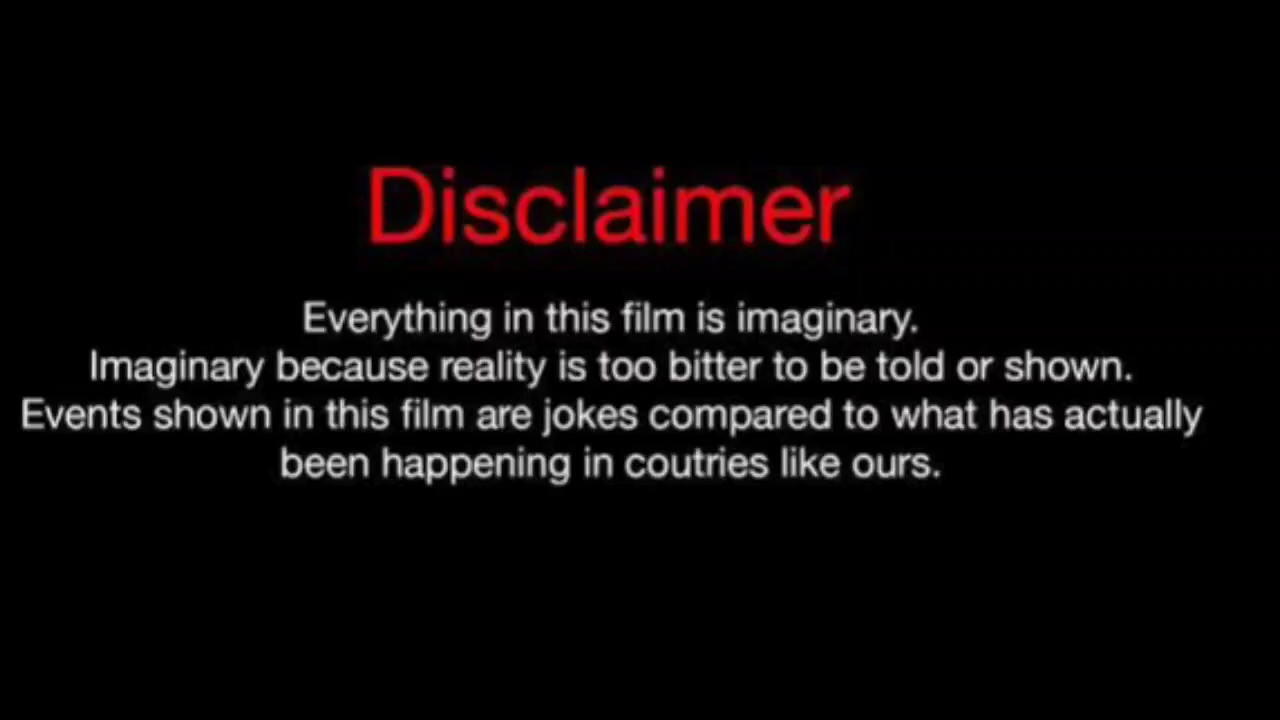 Disclaimer
Everything in this film is imaginary.
Imaginary because reality is too bitter to be told or shown.
Events shown in this film are jokes compared to what has actually
been happening in coutries like ours.